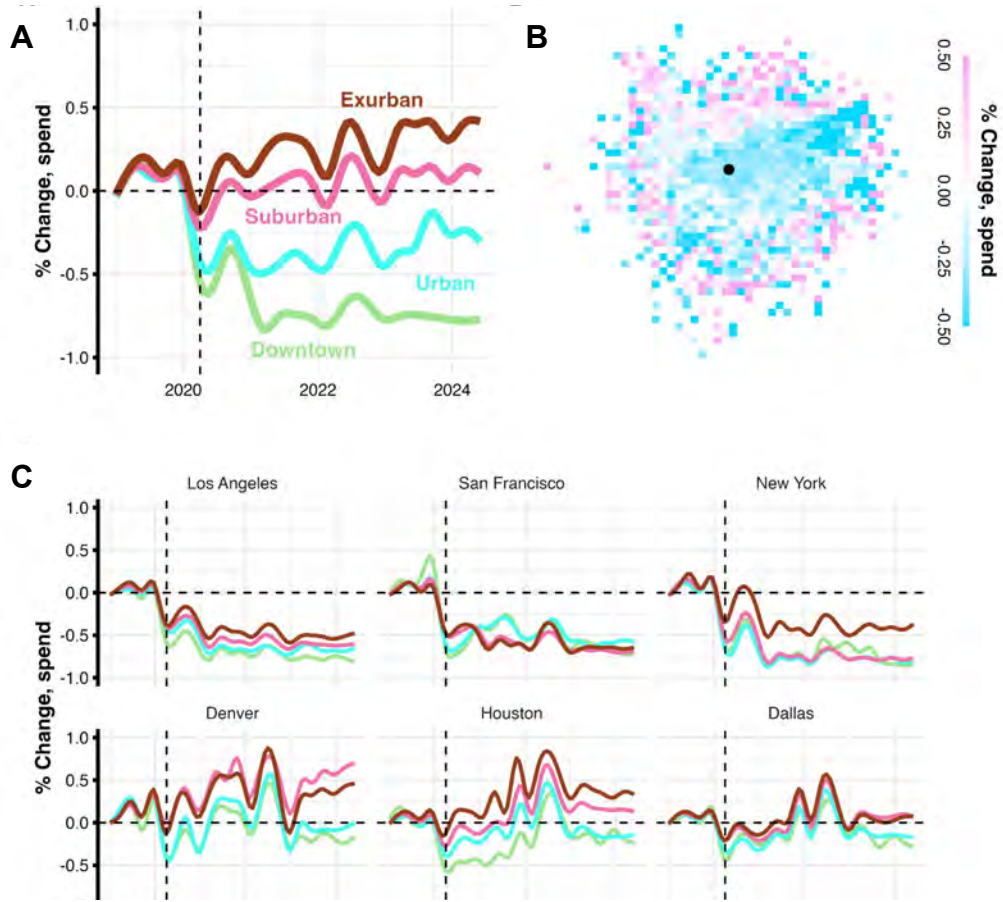 A
B
% Change, spend
1.0
0.5
0.0
-0.5
-1.0
Exurban
Suburban
Urban
Downtown
2020 2022 2024
0.50
0.25
0.00
-0.25
-0.50
% Change, spend
C
Los Angeles San Francisco New York
1.0
0.5
0.0
-0.5
-1.0
% Change, spend
Denver Houston Dallas
1.0
0.5
0.0
-0.5